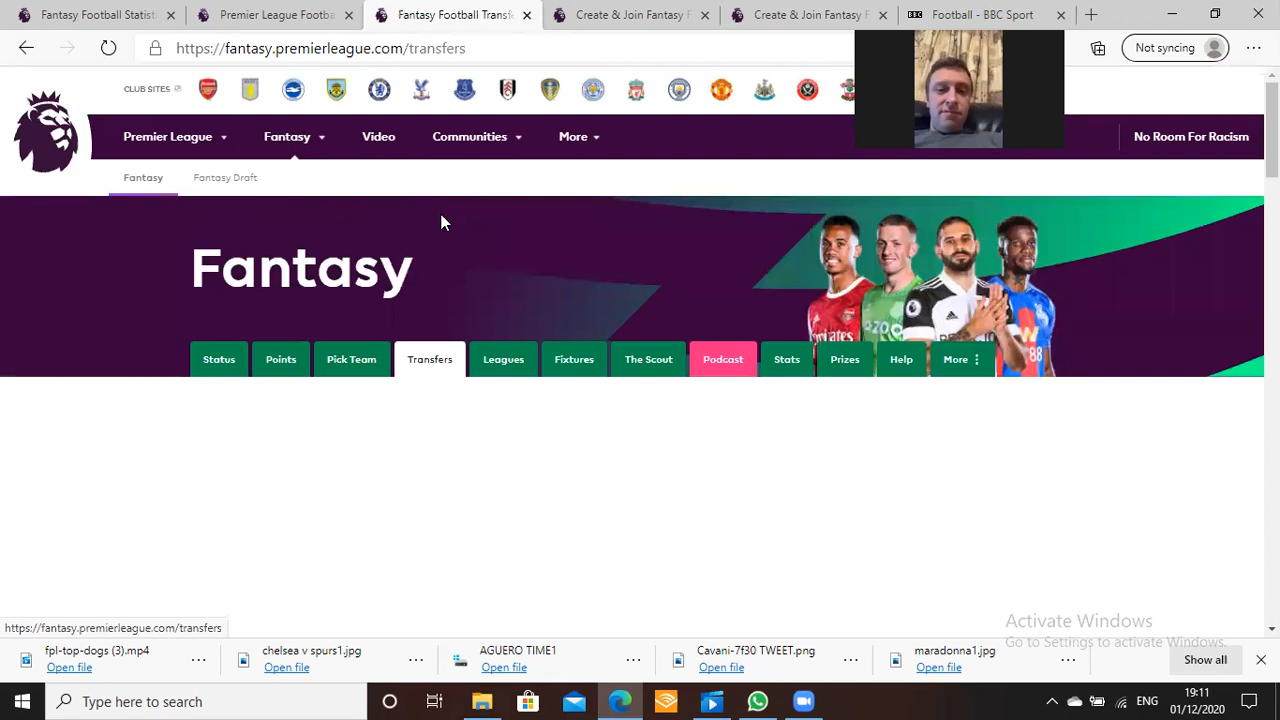 Fantasy Football Statist
Premier League Footba
Fantasy Football Transf
Create & Join Fantasy F
Create & Join Fantasy F
BBC Football - BBC Sport
https://fantasy.premierleague.com/transfers
Not syncing
CLUB SITES
Premier League
Fantasy
Video
Communities
More
No Room For Racism
Fantasy
Fantasy Draft
Fantasy
88
Status
Points
Pick Team
Transfers
Leagues
Fixtures
The Scout
Podcast
Stats
Prizes
Help
More
Activate Windows
Go to Settings to activate Windows.
https://fantasy.premierleague.com/transfers
fpl-top-dogs (3).mp4
Open file
chelsea v spurs1.jpg
Open file
AGUERO TIME1
Open file
Cavani-7f30 TWEET.png
Open file
maradonna1.jpg
Open file
Show all
Type here to search
ENG
19:11
01/12/2020